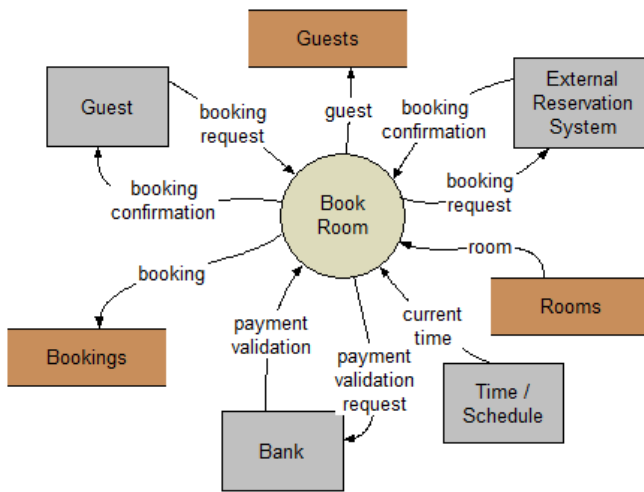 Guests
Guest
booking
request
guest
booking
confirmation
External
Reservation
System
booking
confirmation
Book
Room
booking
request
room
booking
Rooms
Bookings
payment
validation
current
time
payment
validation
request
Time /
Schedule
Bank